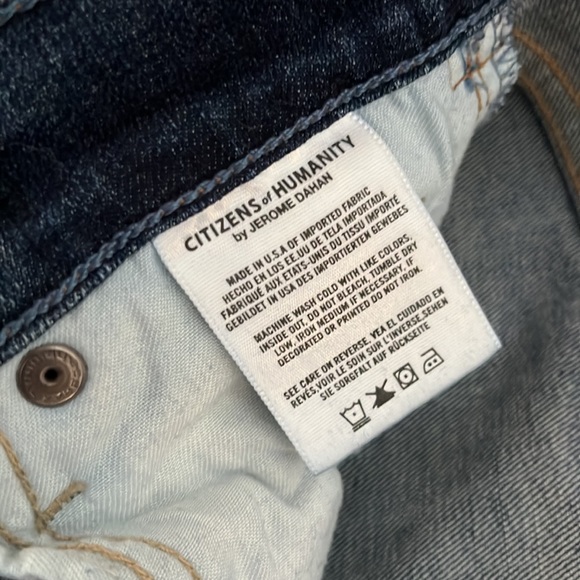 CITIZENS of HUMANITY
by JEROME DAHAN
MADE IN U.S.A OF IMPORTED FABRIC
HECHO EN LOS EE.UU DE TELA IMPORTADA
FABRIQUÉ AUX ETATS-UNIS DU TISSU IMPORTÉ
GEBILDET IN USA DES IMPORTIERTEN GEWEBES
MACHINE WASH COLD WITH LIKE COLORS,
INSIDE OUT. DO NOT BLEACH. TUMBLE DRY
LOW, IRON MEDIUM IF NECESSARY, IF
DECORATED OR PRINTED DO NOT IRON.
SEE CARE ON REVERSE. VEA EL CUIDADO EN
REVÉS,VOIR LE SOIN SUR L'INVERSE.SEHEN
SIE SORGFALT AUF RÜCKSEITE